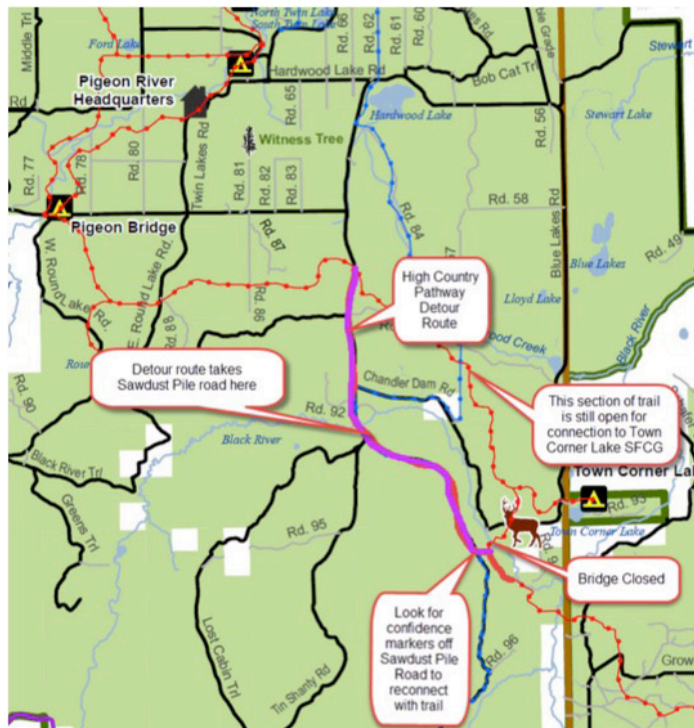 North Twin Lake
South Twin Lake
Middle Trl
Ford Lake
Rd. 66
Rd. 62
Rd. 61
Rd. 60
Stewart
Hardwood Lake Rd
Bob Cat Trl
Pigeon River
Headquarters
Rd. 65
Hardwood Lake
Rd. 56
Stewart Lake
Rd
Rd. 77
Rd. 78
Rd. 80
Twin Lakes Rd
Witness Tree
Rd. 81
Rd. 82
Rd. 83
Rd. 84
Rd. 58
Blue Lakes Rd
Rd. 49
Pigeon Bridge
Rd. 87
Blue Lakes
W. Round Lake Rd.
E. Round Lake Rd.
Rd. 86
High Country
Pathway
Detour
Route
Lloyd Lake
Black River
Creek
Detour route takes
Sawdust Pile road here
Chandler Dam Rd
This section of trail
is still open for
connection to Town
Corner Lake SFCG
Rd. 90
Rd. 92
Black River
Black River Trl
Town Corner La
Rd. 93
Greens Trl
Rd. 95
Town Corner Lake
Bridge Closed
Look for
confidence
markers off
Sawdust Pile
Road to
reconnect
with trail
Lost Cabin Trl
Tin Shanty Rd
Rd. 96
Grow